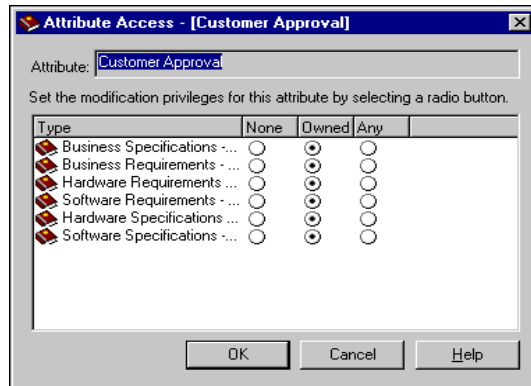 Attribute Access - [Customer Approval]
Attribute: Customer Approval
Set the modification privileges for this attribute by selecting a radio button.
Type None Owned Any
Business Specifications -...
Business Requirements -...
Hardware Requirements ...
Software Requirements -...
Hardware Specifications ...
Software Specifications -...
OK Cancel Help